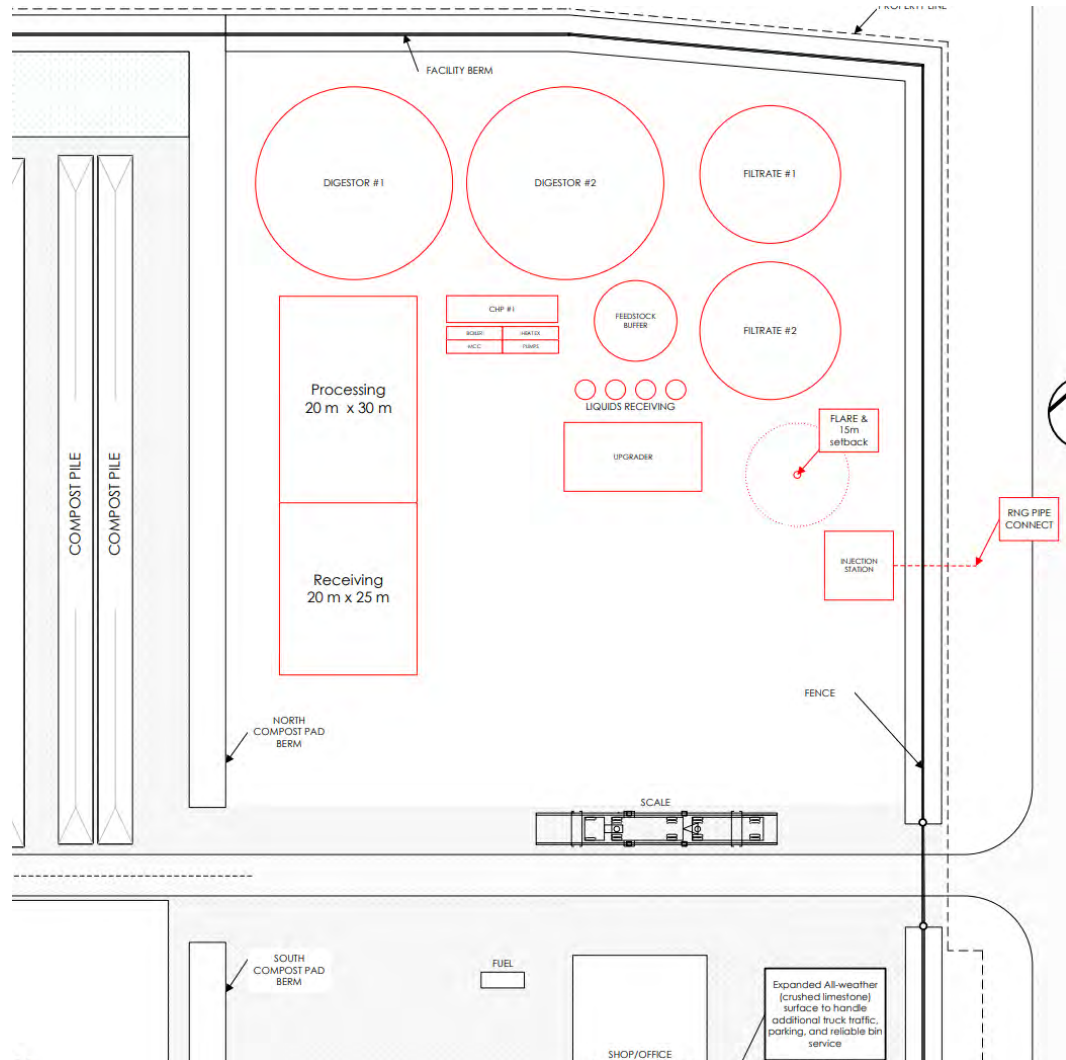 PROPERTY LINE
FACILITY BERM
DIGESTOR #1
DIGESTOR #2
FILTRATE #1
CHP #1
BOILER
HEATEX
MCC
PUMPS
FEEDSTOCK
BUFFER
FILTRATE #2
Processing
20 m x 30 m
LIQUIDS RECEIVING
FLARE &
15m
setback
UPGRADER
COMPOST PILE
COMPOST PILE
RNG PIPE
CONNECT
INJECTION
STATION
Receiving
20 m x 25 m
FENCE
NORTH
COMPOST PAD
BERM
SCALE
SOUTH
COMPOST PAD
BERM
FUEL
Expanded All-weather
(crushed limestone)
surface to handle
additional truck traffic,
parking, and reliable bin
service
SHOP/OFFICE